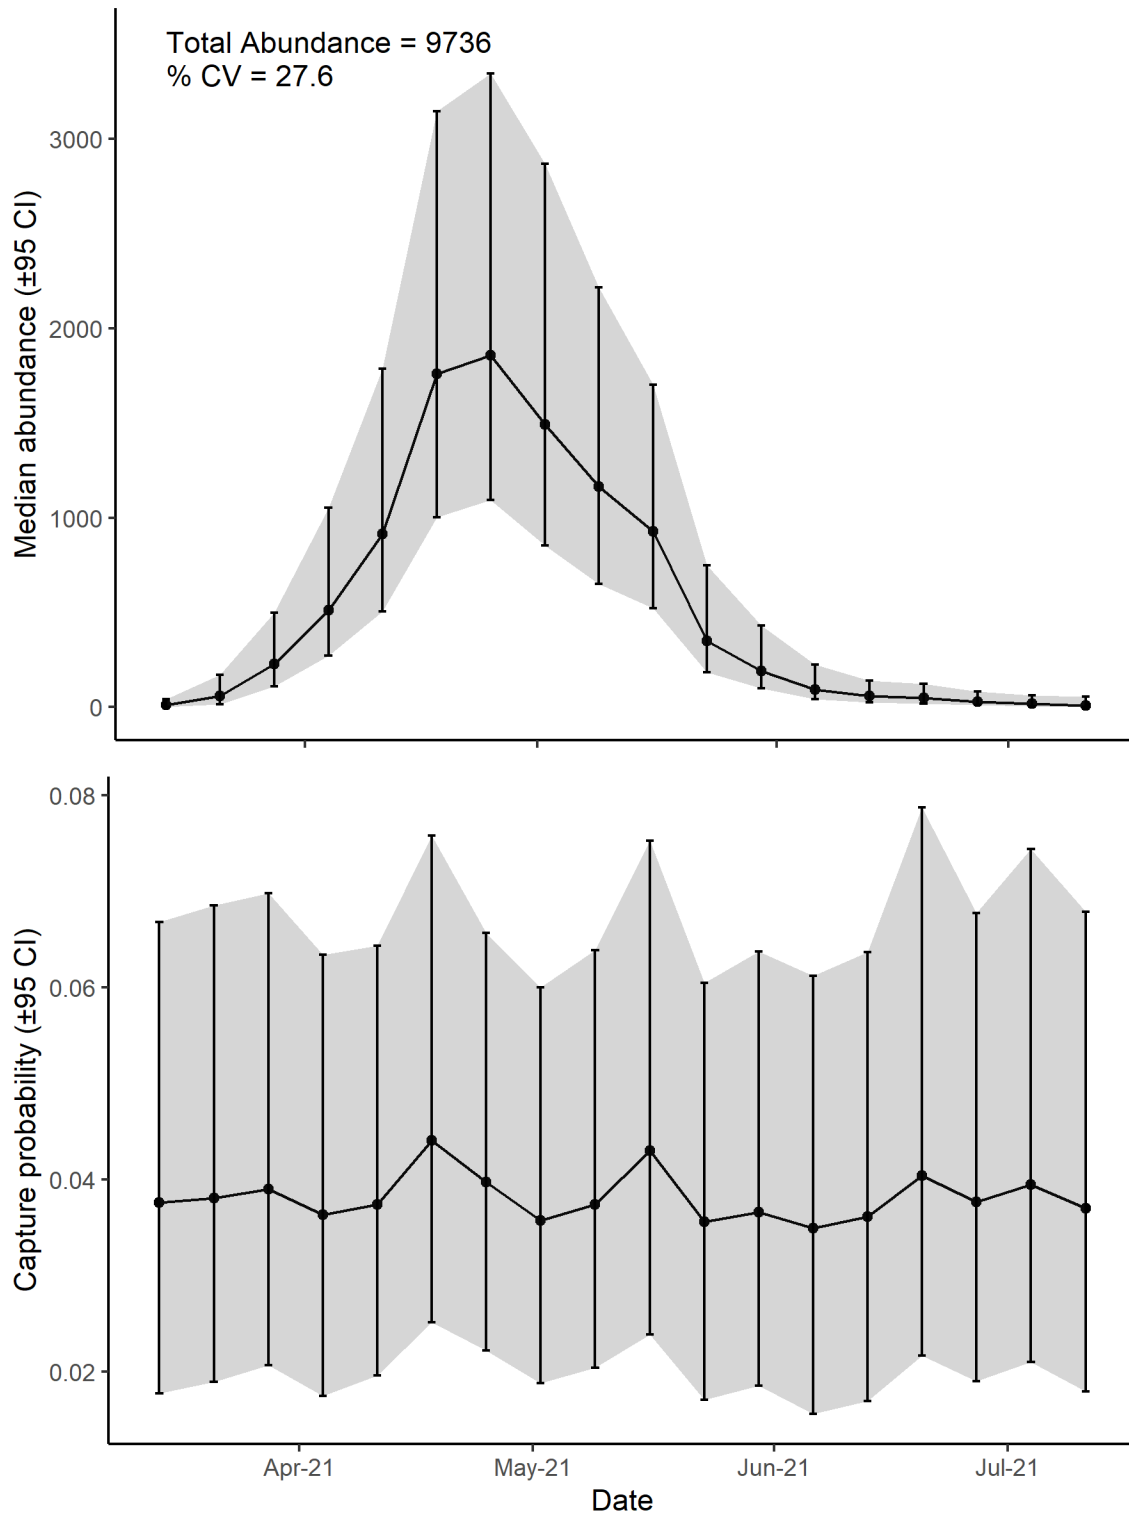 Total Abundance = 9736
% CV = 27.6
Median abundance (±95 CI)
3000
2000
1000
0
Capture probability (±95 CI)
0.08
0.06
0.04
0.02
Apr-21
May-21
Jun-21
Jul-21
Date